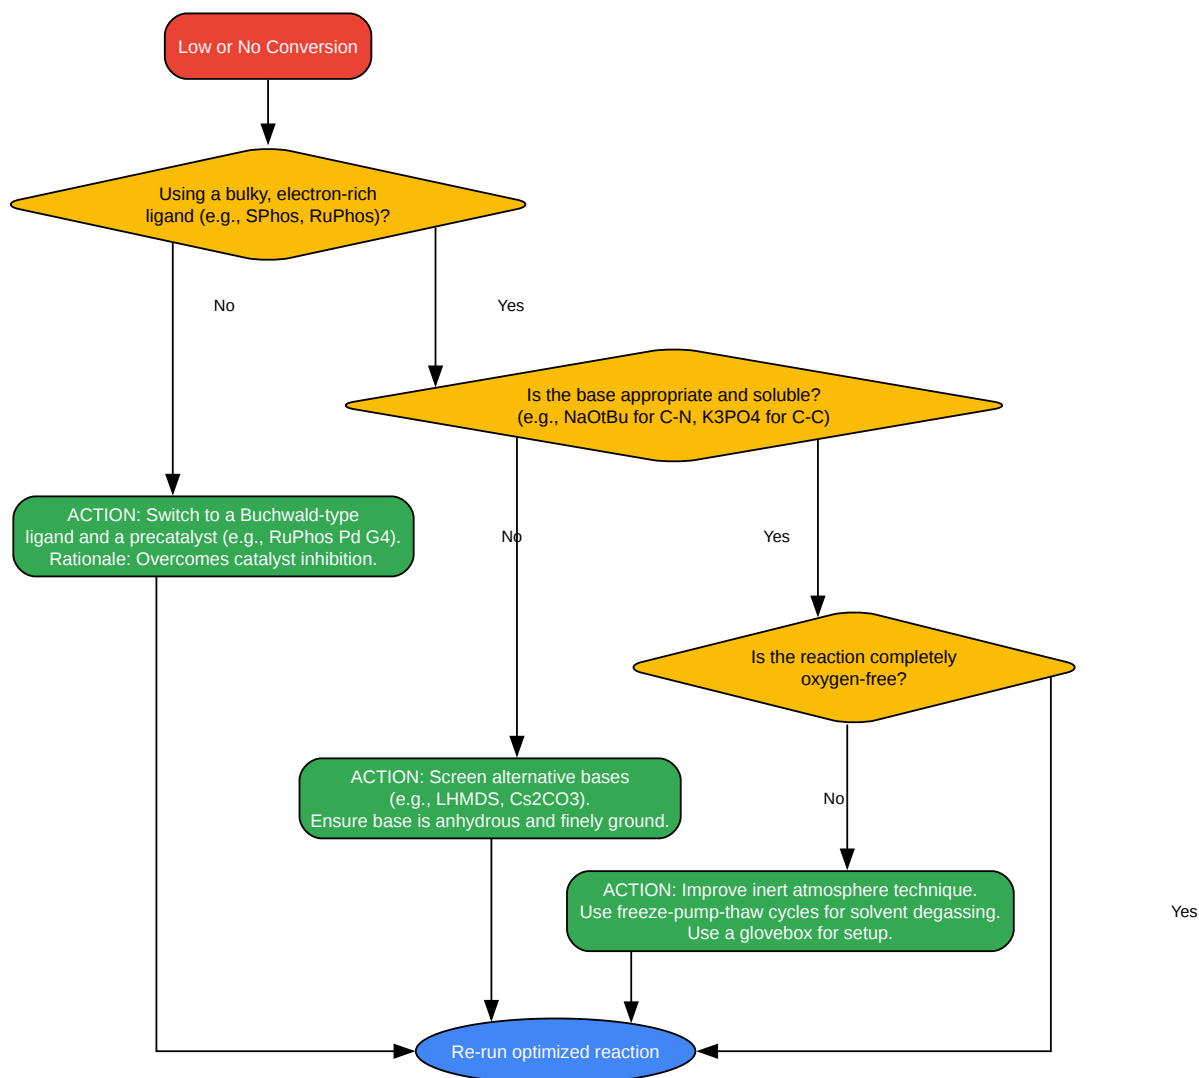 Low or No Conversion
Using a bulky, electron-rich
ligand (e.g., SPhos, RuPhos)?
No
Yes
Is the base appropriate and soluble?
(e.g., NaOtBu for C-N, K3PO4 for C-C)
ACTION: Switch to a Buchwald-type
ligand and a precatalyst (e.g., RuPhos Pd G4).
Rationale: Overcomes catalyst inhibition.
No
Yes
Is the reaction completely
oxygen-free?
ACTION: Screen alternative bases
(e.g., LHMDS, Cs2CO3).
Ensure base is anhydrous and finely ground.
No
ACTION: Improve inert atmosphere technique.
Use freeze-pump-thaw cycles for solvent degassing.
Use a glovebox for setup.
Yes
Re-run optimized reaction